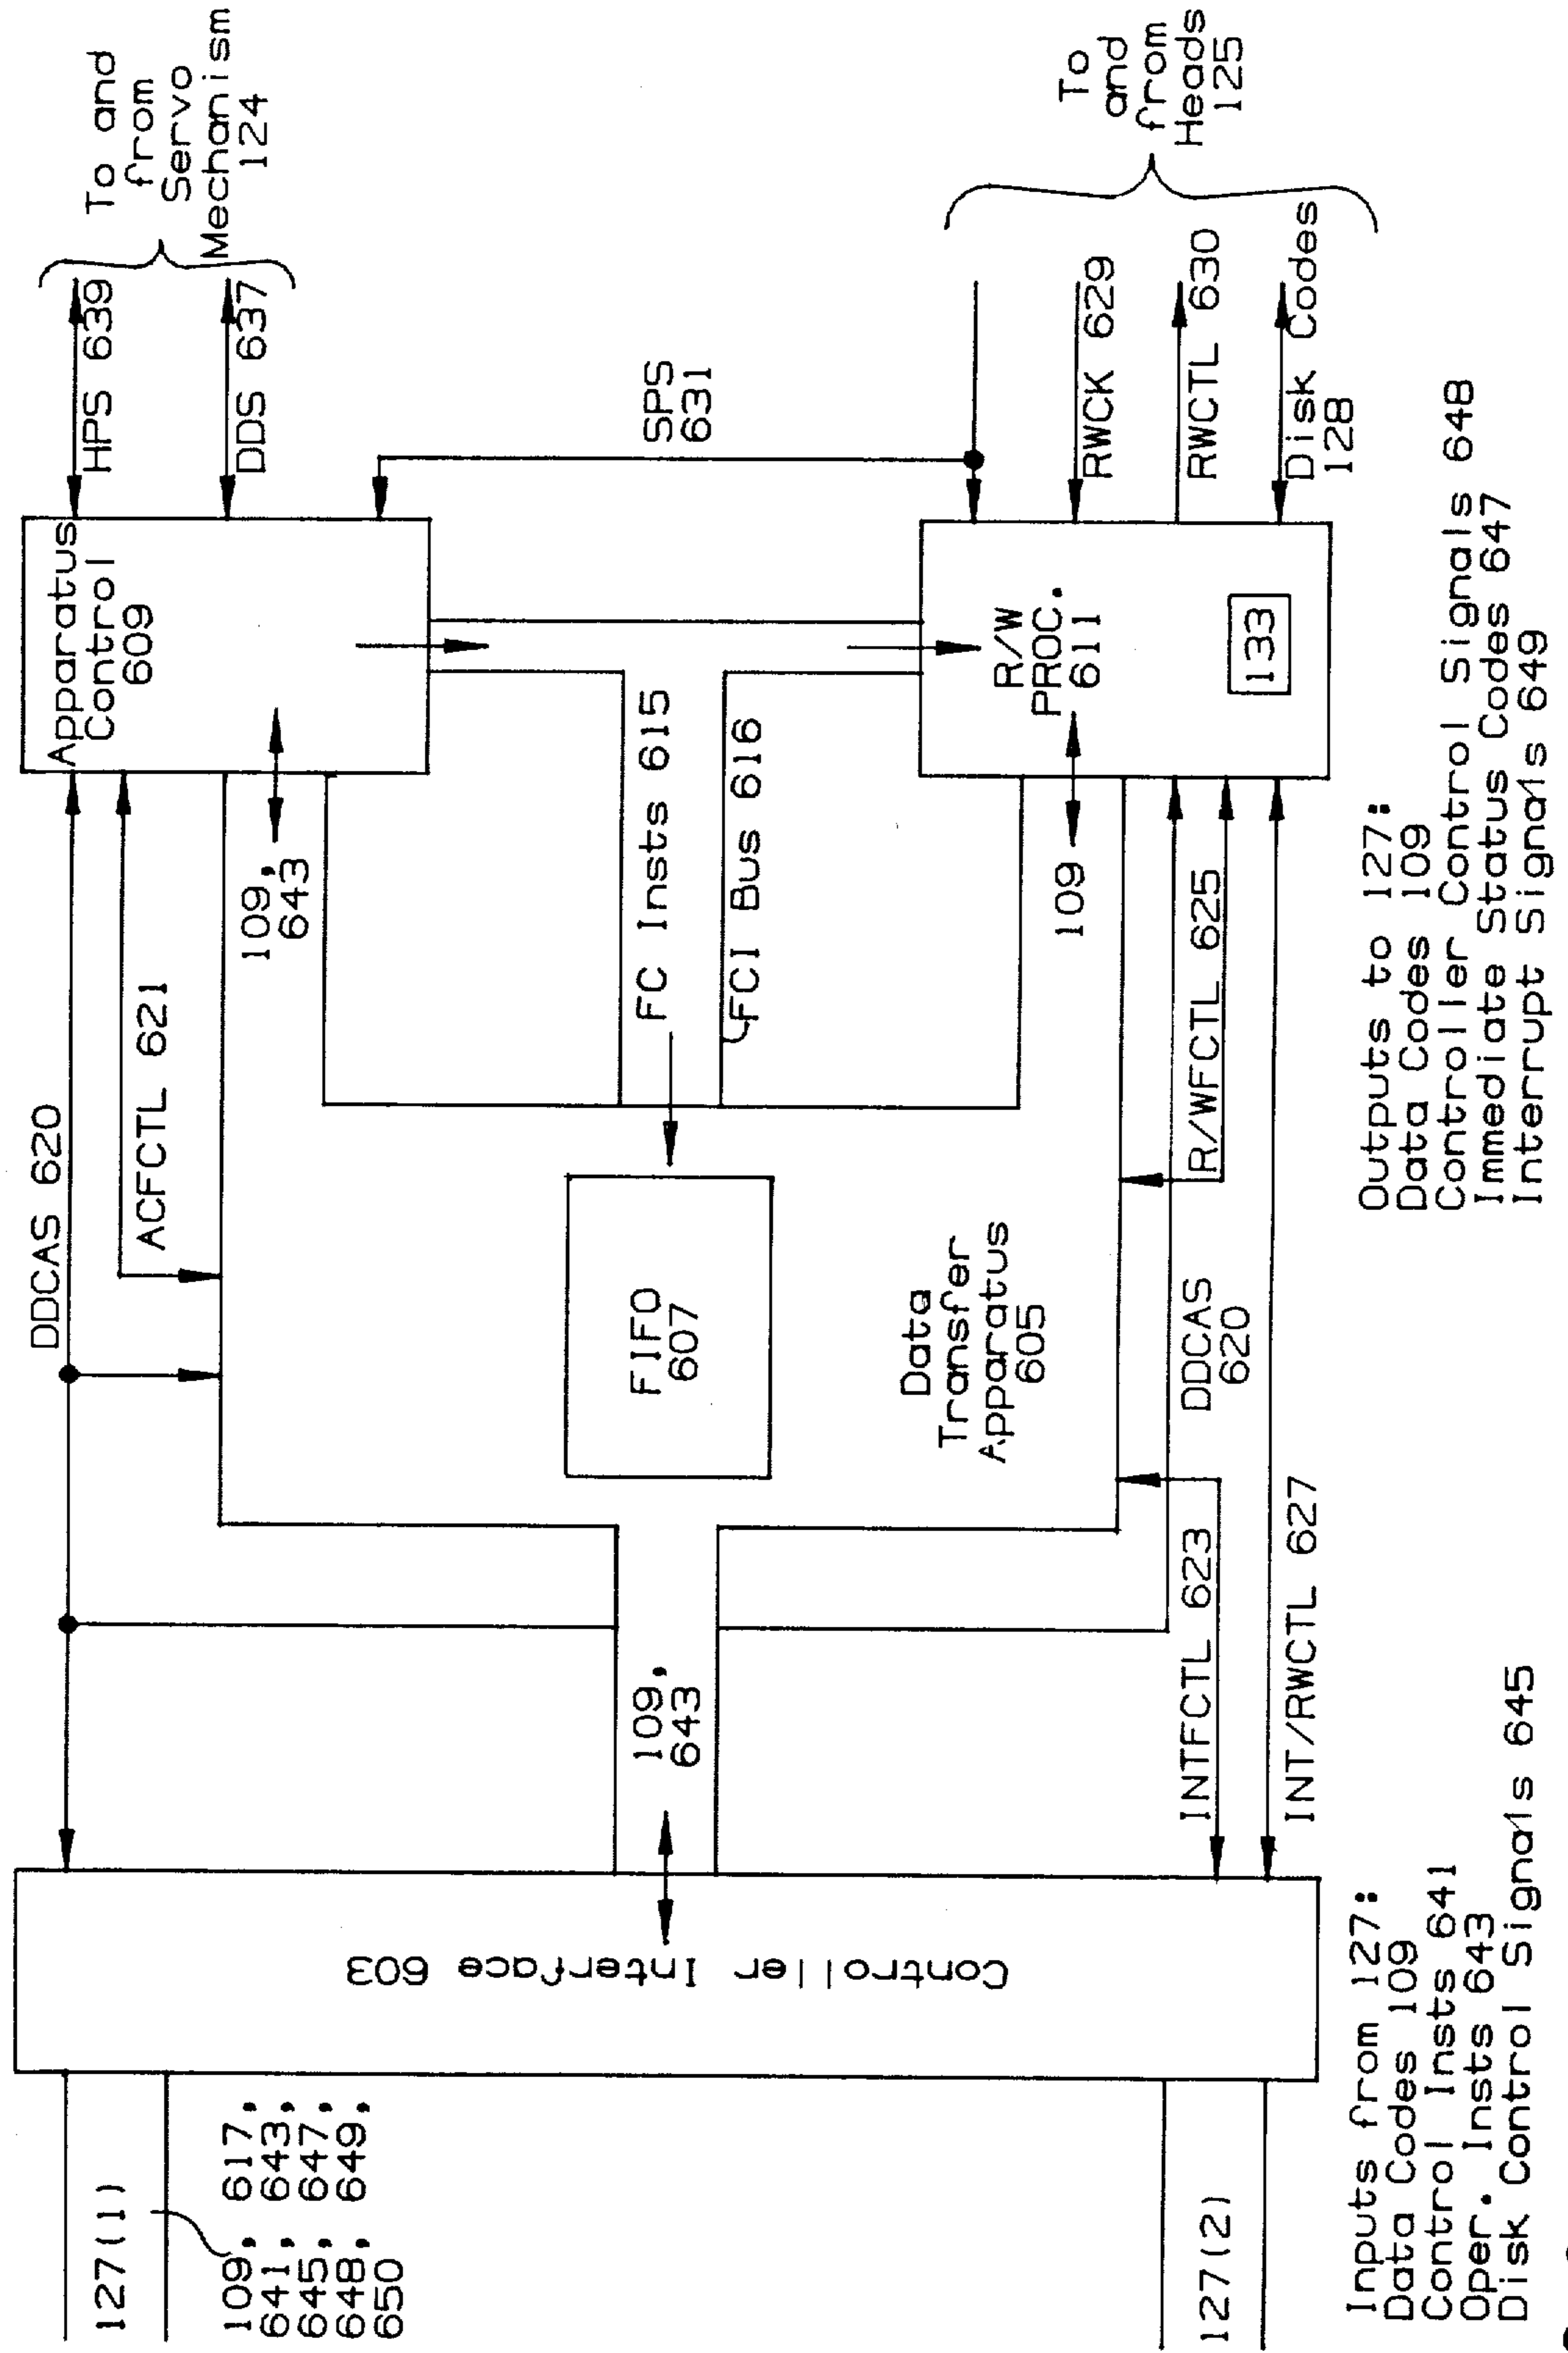 127(1)
109, 617,
641, 643,
645, 647,
648, 649,
650
127(2)
Controller Interface 603
DDCAS 620
ACFCTL 621
109,
643
FIFO
607
Data
Transfer
Apparatus
605
INTFCTL 623
INT/RWCTL 627
DDCAS
620
R/WFCTL 625
109,
643
FC Insts 615
FCI Bus 616
109
Apparatus
Control
609
R/W
PROC.
611
133
HPS 639
DDS 637
SPS
631
RWCK 629
RWCTL 630
Disk Codes
128
To and
from
Servo
Mechanism
124
To
and
from
Heads
125
Inputs from 127:
Data Codes 109
Control Insts 641
Oper. Insts 643
Disk Control Signals 645
Outputs to 127:
Data Codes 109
Controller Control Signals 648
Immediate Status Codes 647
Interrupt Signals 649